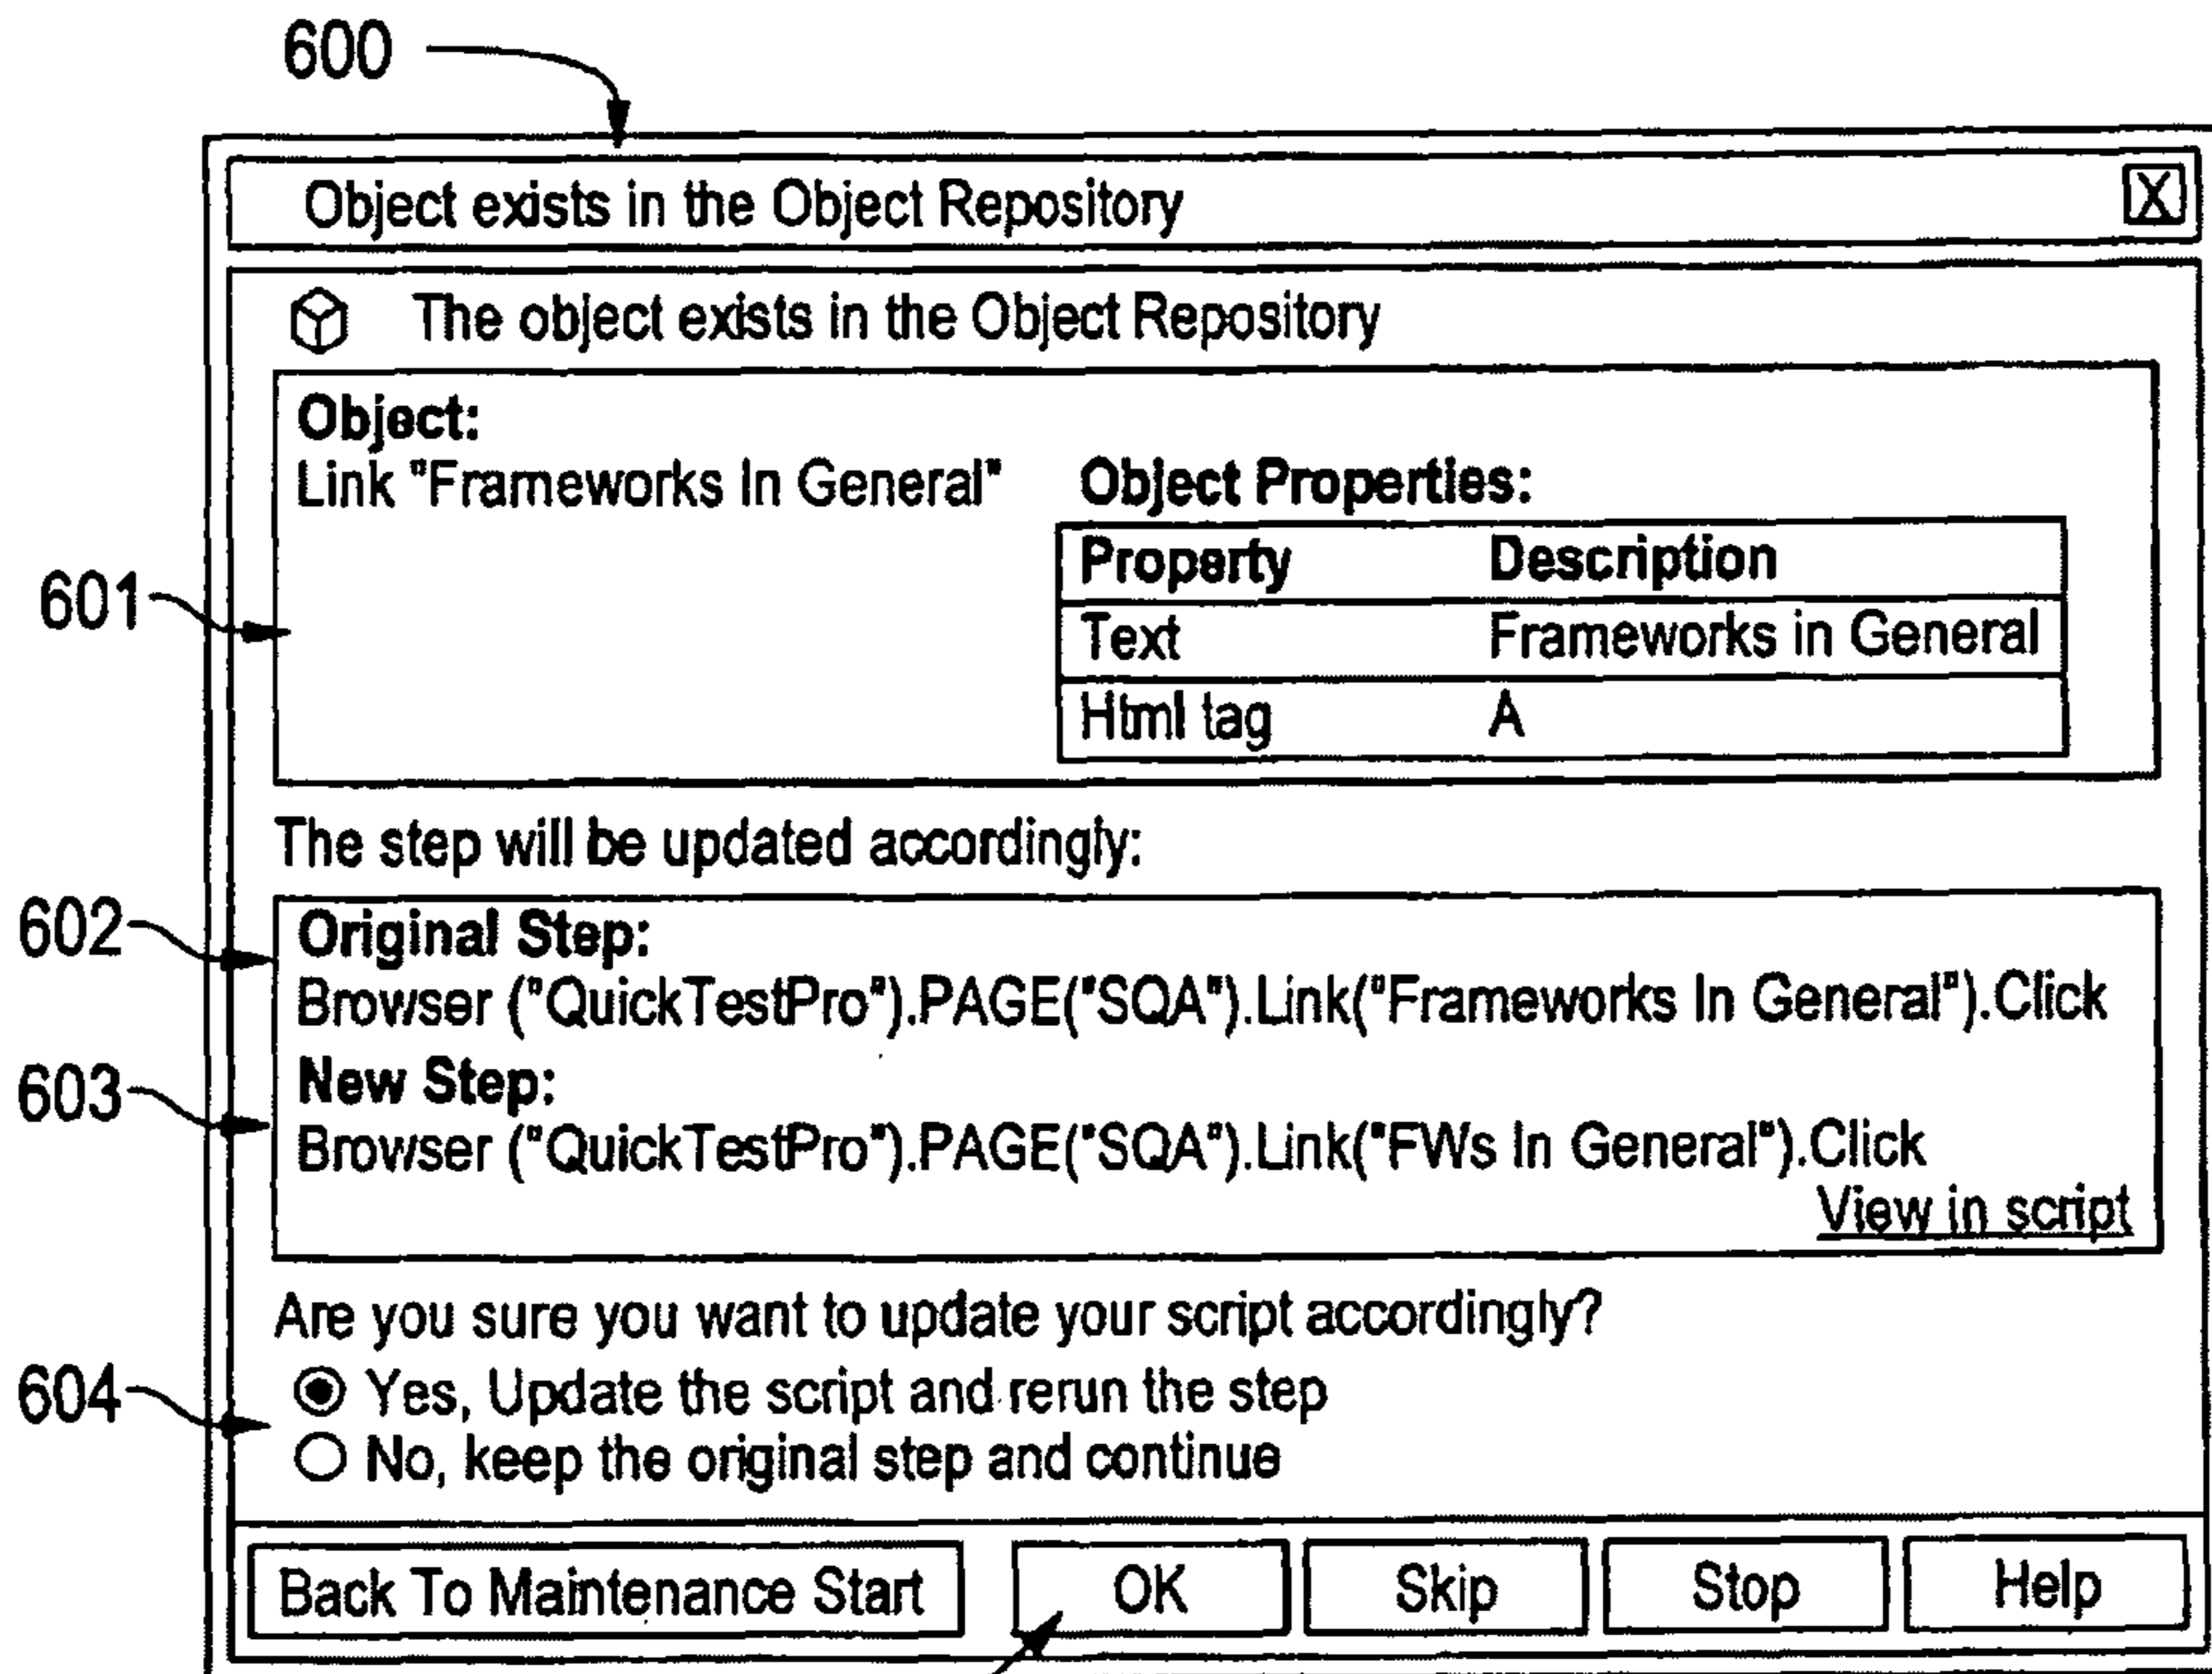 600
Object exists in the Object Repository X
The object exists in the Object Repository
Object:
Link "Frameworks In General" Object Properties:
Property Description
601
Text Frameworks in General
Html tag A
The step will be updated accordingly:
602
Original Step:
Browser ("QuickTestPro").PAGE("SQA").Link("Frameworks In General").Click
603
New Step:
Browser ("QuickTestPro").PAGE("SQA").Link("FWs In General").Click
View in script
Are you sure you want to update your script accordingly?
604
Yes, Update the script and rerun the step
No, keep the original step and continue
Back To Maintenance Start OK Skip Stop Help